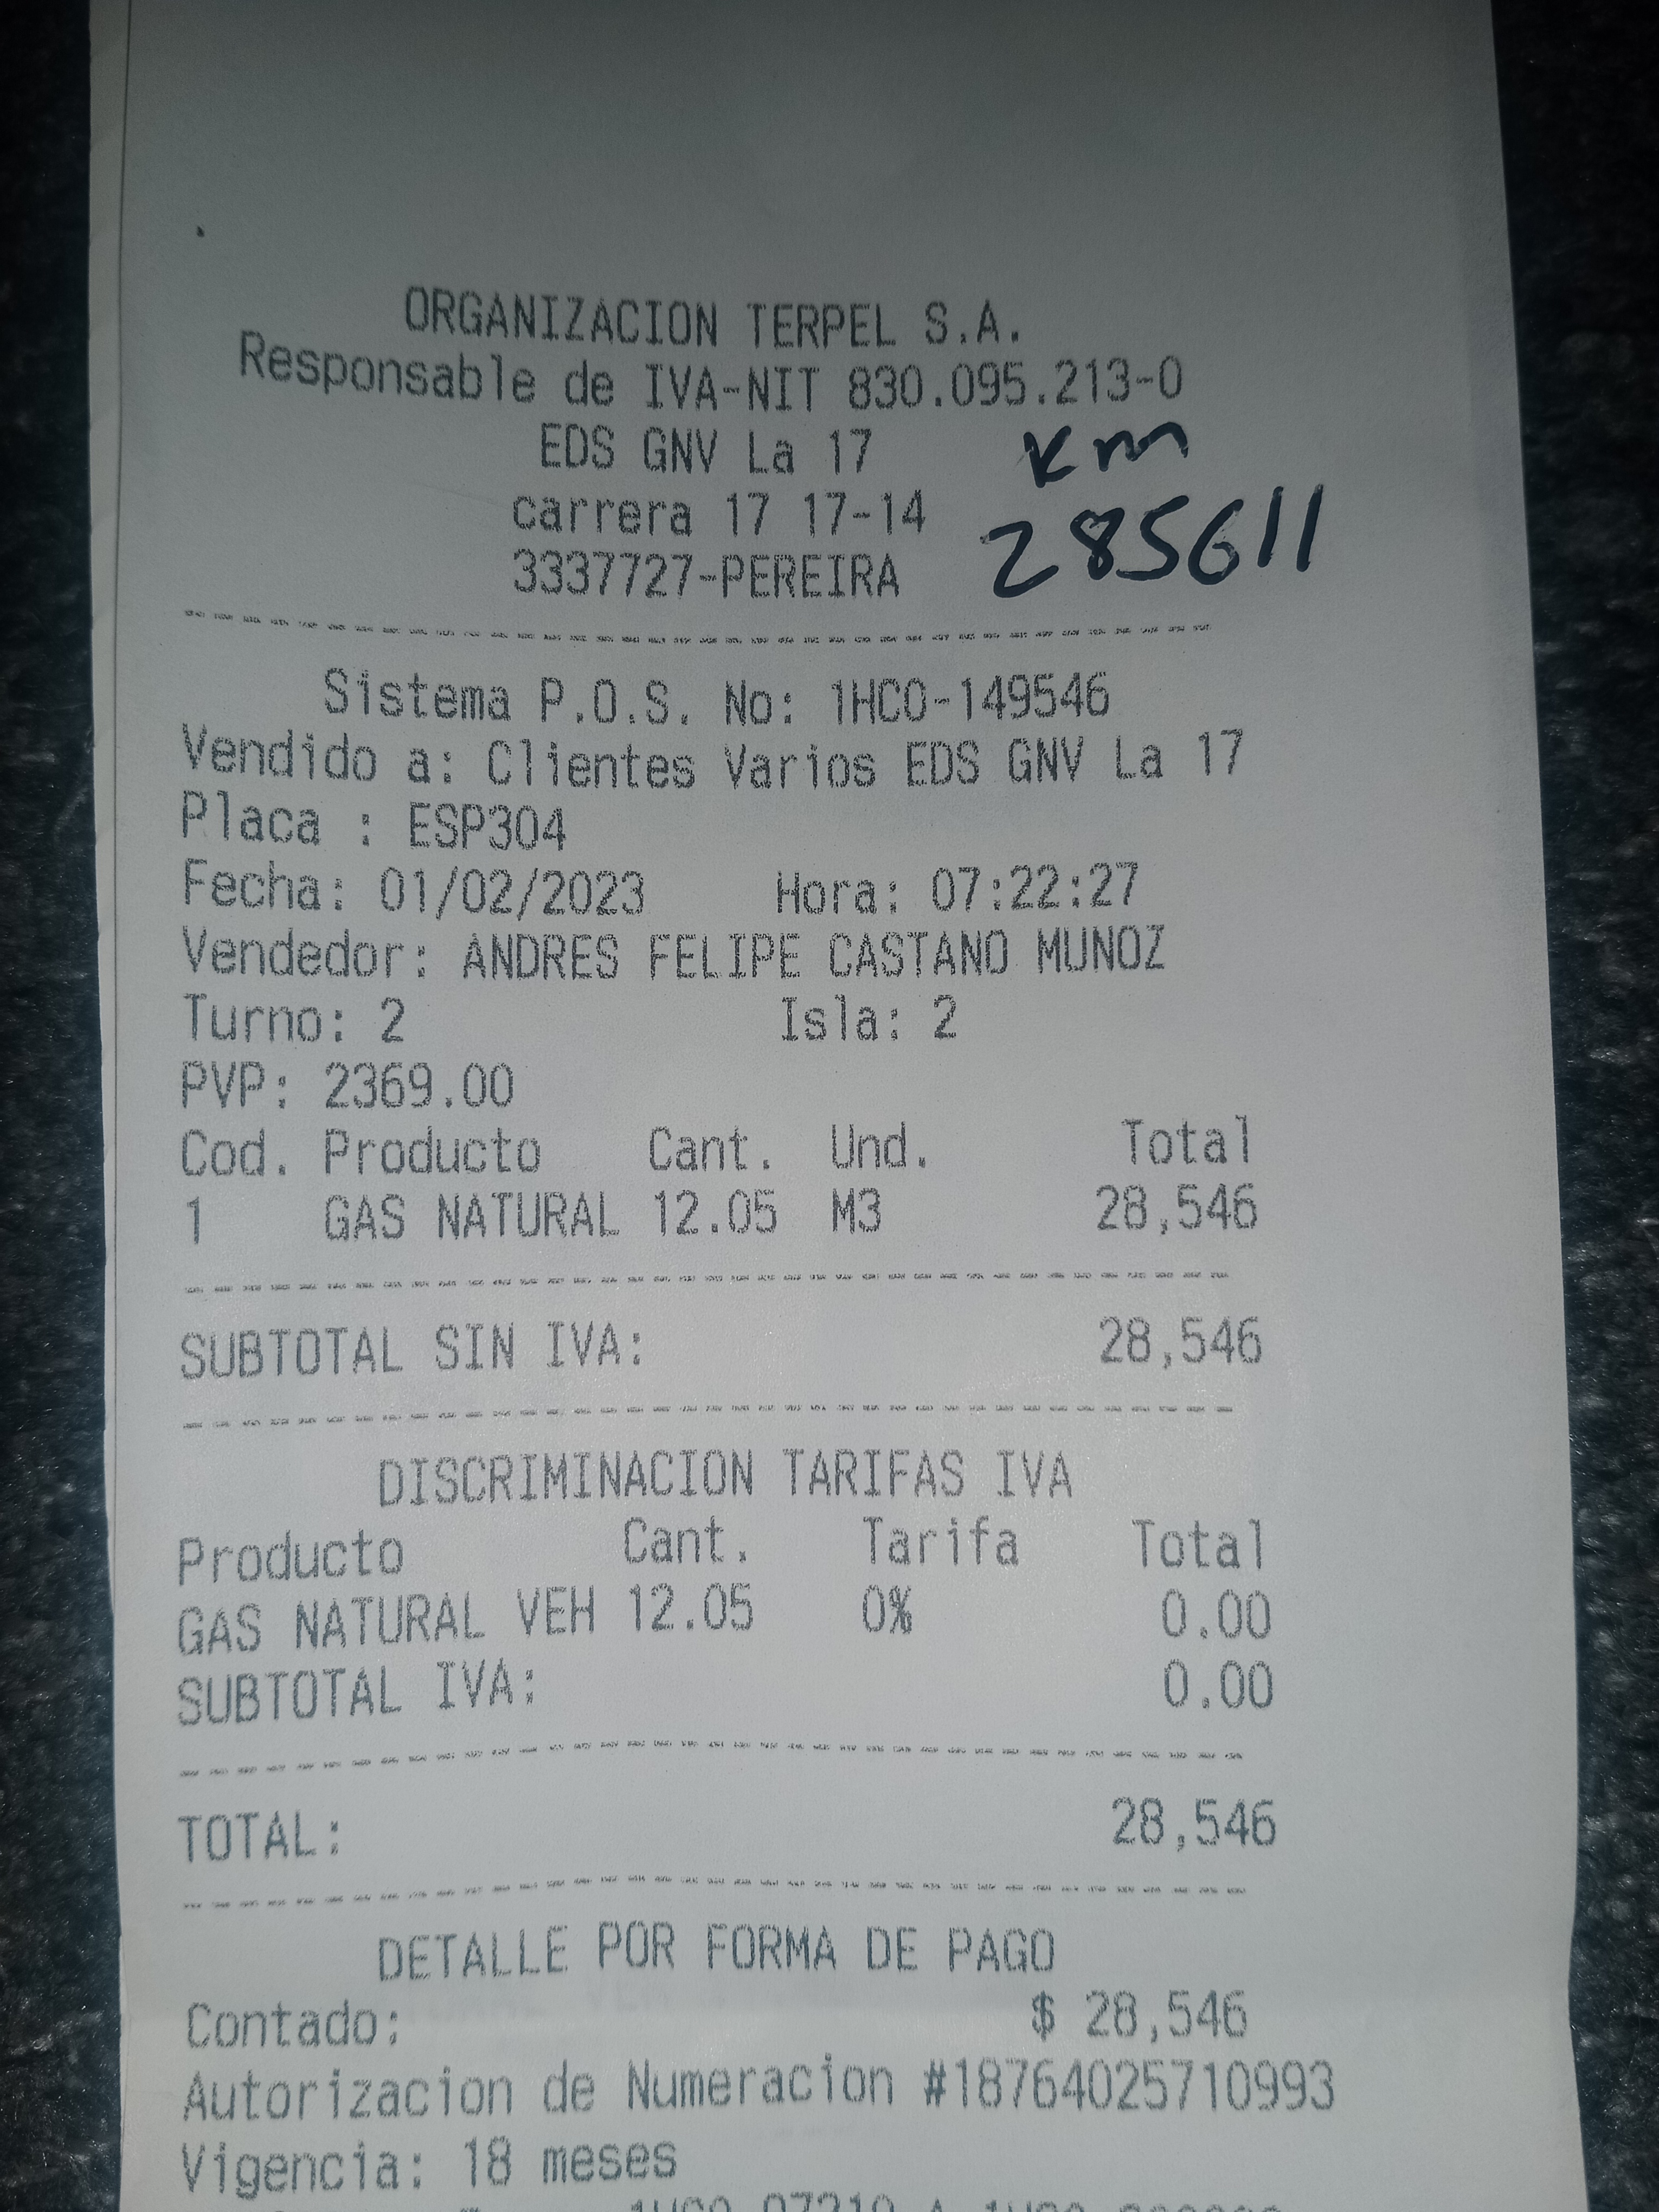 ORGANIZACION TERPEL S.A.
Responsable de IVA-NIT 830.095.213-0
EDS GNV La 17
km
carrera 17 17-14
285611
3337727-PEREIRA
Sistema P.O.S. No: 1HCO-149546
Vendido a: Clientes Varios EDS GNV La 17
Placa : ESP304
Fecha: 01/02/2023 Hora: 07:22:27
Vendedor: ANDRES FELIPE CASTANO MUNOZ
Turno: 2 Isla: 2
PVP: 2369.00
Cod. Producto Cant. Und. Total
1 GAS NATURAL 12.05 M3 28,546
SUBTOTAL SIN IVA: 28,546
DISCRIMINACION TARIFAS IVA
Producto Cant. Tarifa Total
GAS NATURAL VEH 12.05 0% 0.00
SUBTOTAL IVA: 0.00
TOTAL: 28,546
DETALLE POR FORMA DE PAGO
Contado: $ 28,546
Autorizacion de Numeracion #18764025710993
Vigencia: 18 meses